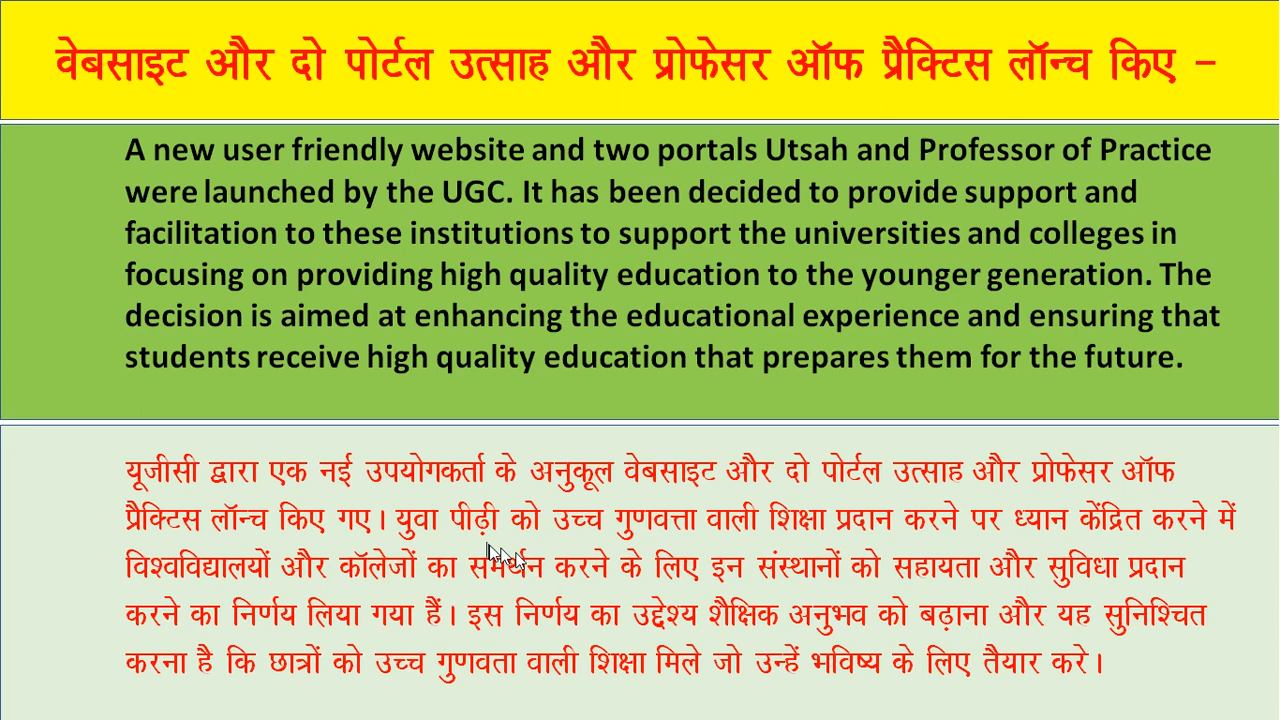 वेबसाइट और दो पोर्टल उत्साह और प्रोफेसर ऑफ प्रैक्टिस लॉन्च किए –
A new user friendly website and two portals Utsah and Professor of Practice
were launched by the UGC. It has been decided to provide support and
facilitation to these institutions to support the universities and colleges in
focusing on providing high quality education to the younger generation. The
decision is aimed at enhancing the educational experience and ensuring that
students receive high quality education that prepares them for the future.
यूजीसी द्वारा एक नई उपयोगकर्ता के अनुकूल वेबसाइट और दो पोर्टल उत्साह और प्रोफेसर ऑफ
प्रैक्टिस लॉन्च किए गए। युवा पीढ़ी को उच्च गुणवत्ता वाली शिक्षा प्रदान करने पर ध्यान केंद्रित करने में
विश्वविद्यालयों और कॉलेजों का समर्थन करने के लिए इन संस्थानों को सहायता और सुविधा प्रदान
करने का निर्णय लिया गया हैं। इस निर्णय का उद्देश्य शैक्षिक अनुभव को बढ़ाना और यह सुनिश्चित
करना है कि छात्रों को उच्च गुणवता वाली शिक्षा मिले जो उन्हें भविष्य के लिए तैयार करे।